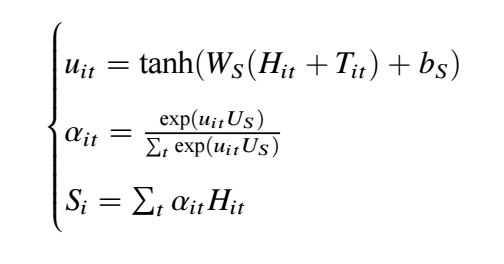 u_{it} = tanh(W_S(H_{it} + T_{it}) + b_S)
α_{it} = \frac{exp(u_{it}U_S)}{∑_t exp(u_{it}U_S)}
S_i = ∑_t α_{it}H_{it}